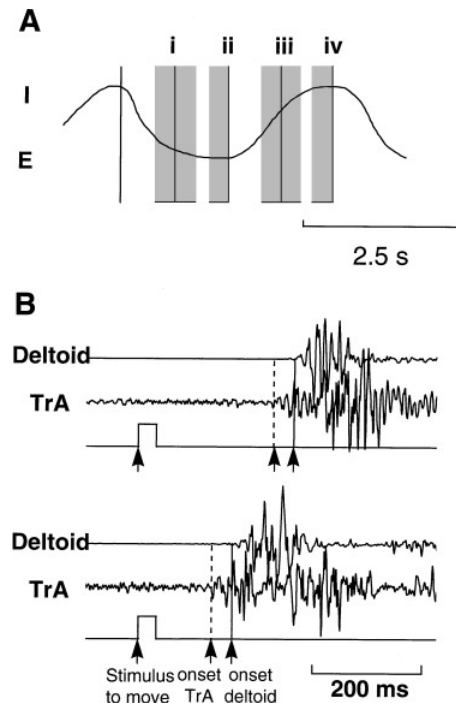 A
i ii iii iv
I
E
2.5 s
B
Deltoid
TrA
Deltoid
TrA
Stimulus onset onset
to move TrA deltoid
200 ms